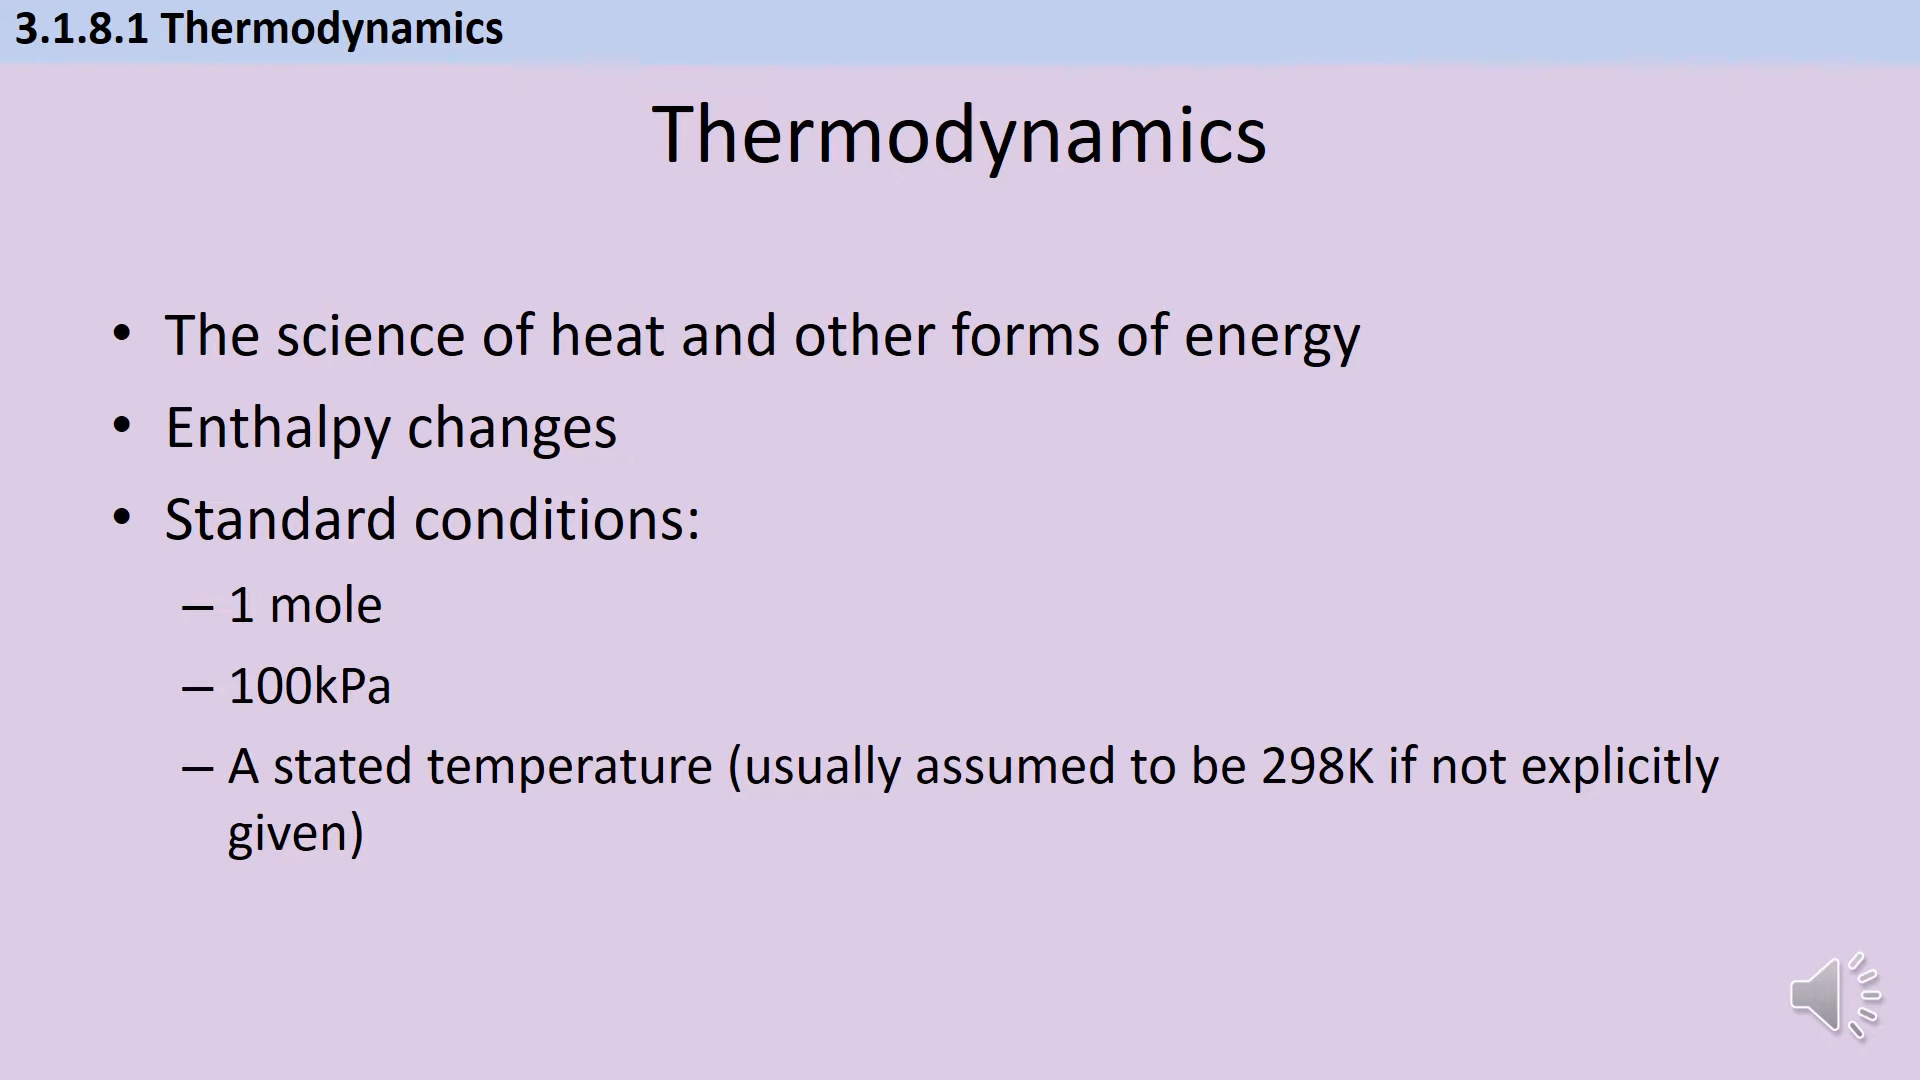 3.1.8.1 Thermodynamics
Thermodynamics
• The science of heat and other forms of energy
• Enthalpy changes
• Standard conditions:
– 1 mole
– 100kPa
– A stated temperature (usually assumed to be 298K if not explicitly
given)